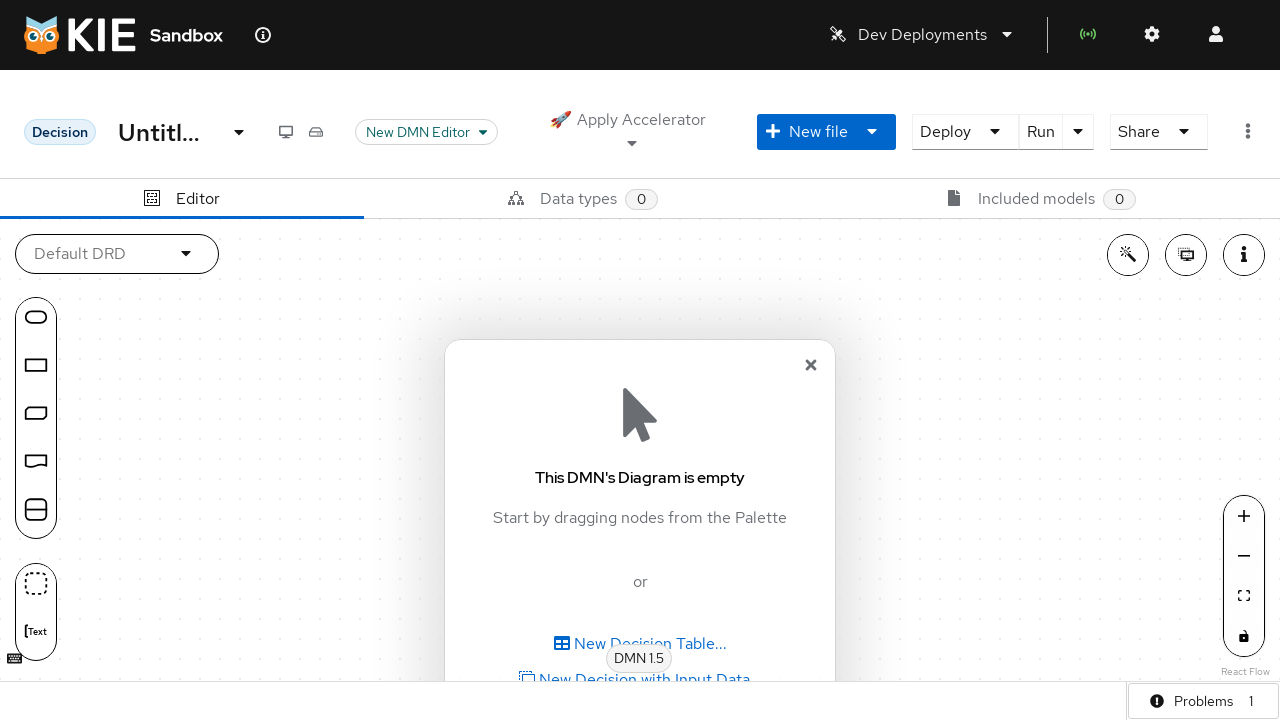 KIE Sandbox
Dev Deployments
Decision
Untitl...
New DMN Editor
🚀 Apply Accelerator
New file
Deploy
Run
Share
Editor
Data types 0
Included models 0
Default DRD
This DMN's Diagram is empty
Start by dragging nodes from the Palette
or
New Decision Table...
DMN 1.5
New Decision with Input Data...
Text
React Flow
Problems 1